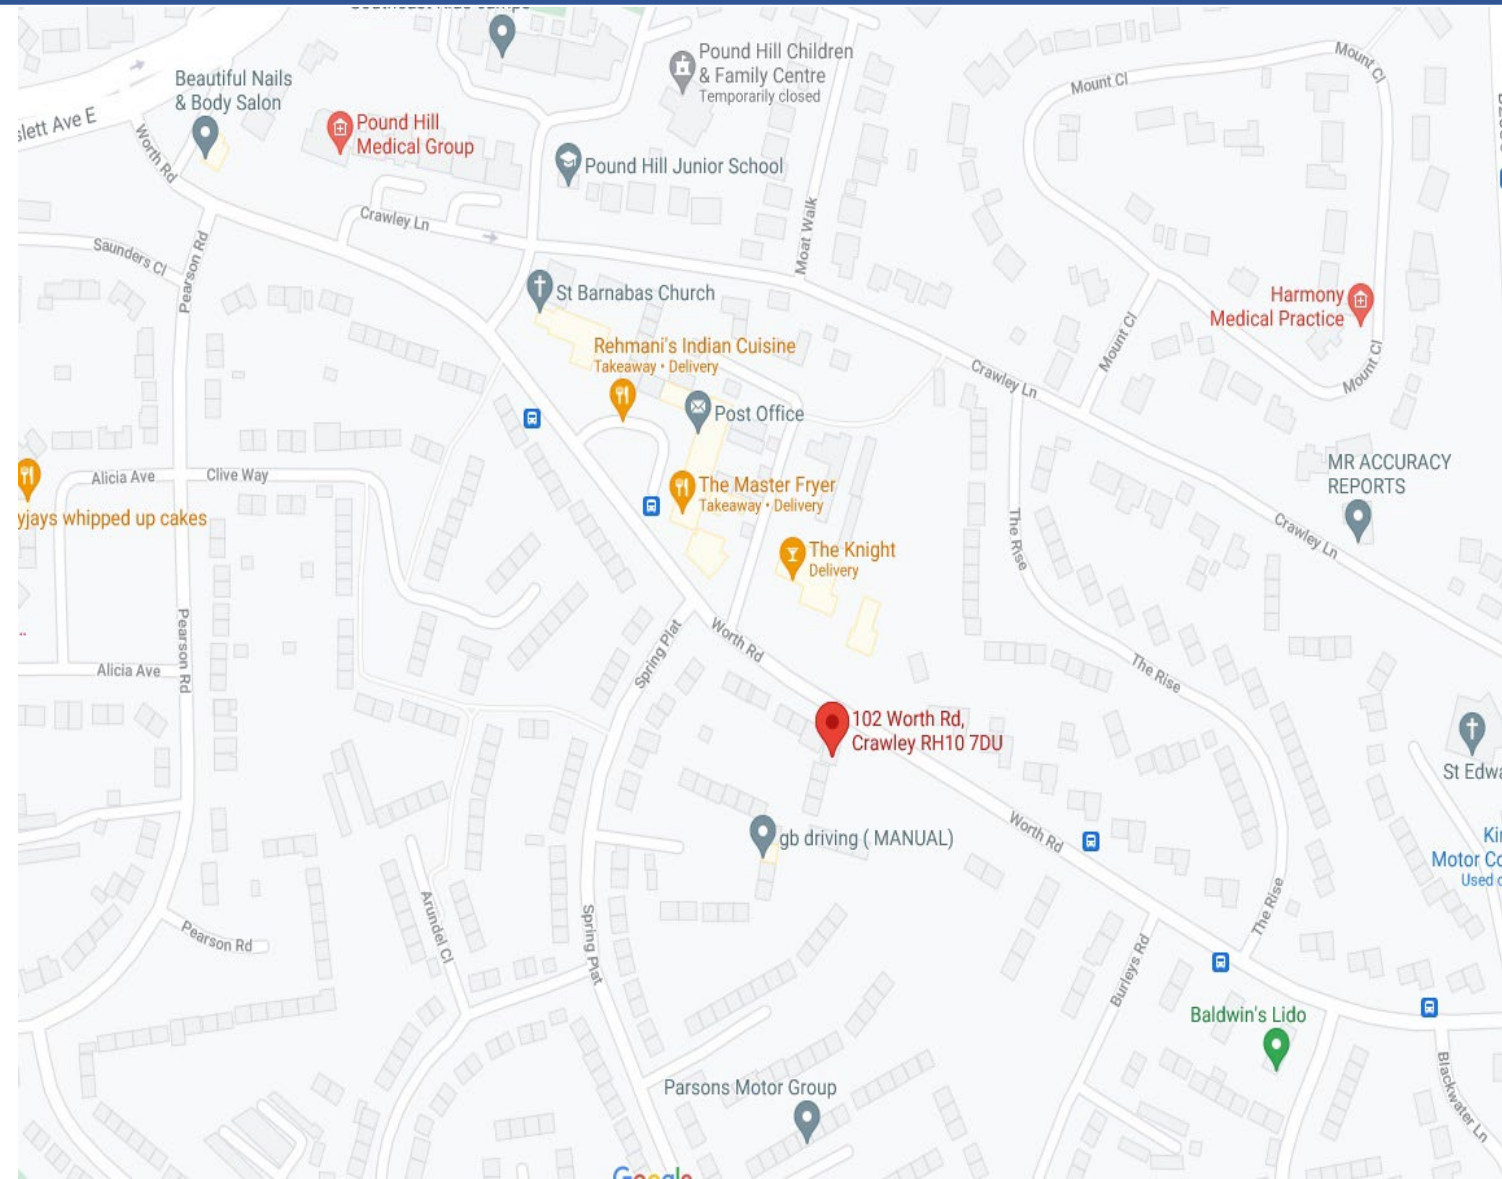 Beautiful Nails
& Body Salon
Pound Hill
Medical Group
Pound Hill Children
& Family Centre
Temporarily closed
Pound Hill Junior School
Mount Cl
Mount Cl
Ave E
Worth Rd
Crawley Ln
Moat Walk
Saunders Cl
Pearson Rd
St Barnabas Church
Harmony
Medical Practice
Mount Cl
Mount Cl
Rehmani's Indian Cuisine
Takeaway • Delivery
Crawley Ln
Post Office
Alicia Ave
Clive Way
The Master Fryer
Takeaway • Delivery
MR ACCURACY
REPORTS
whipped up cakes
Crawley Ln
The Rise
The Knight
Delivery
Pearson Rd
Worth Rd
Spring Plat
Alicia Ave
The Rise
102 Worth Rd,
Crawley RH10 7DU
St
gb driving ( MANUAL)
Worth Rd
Motor
Used
Arundel Cl
Spring Plat
Pearson Rd
The Rise
Burleys Rd
Baldwin's Lido
Blackwater Ln
Parsons Motor Group
Google